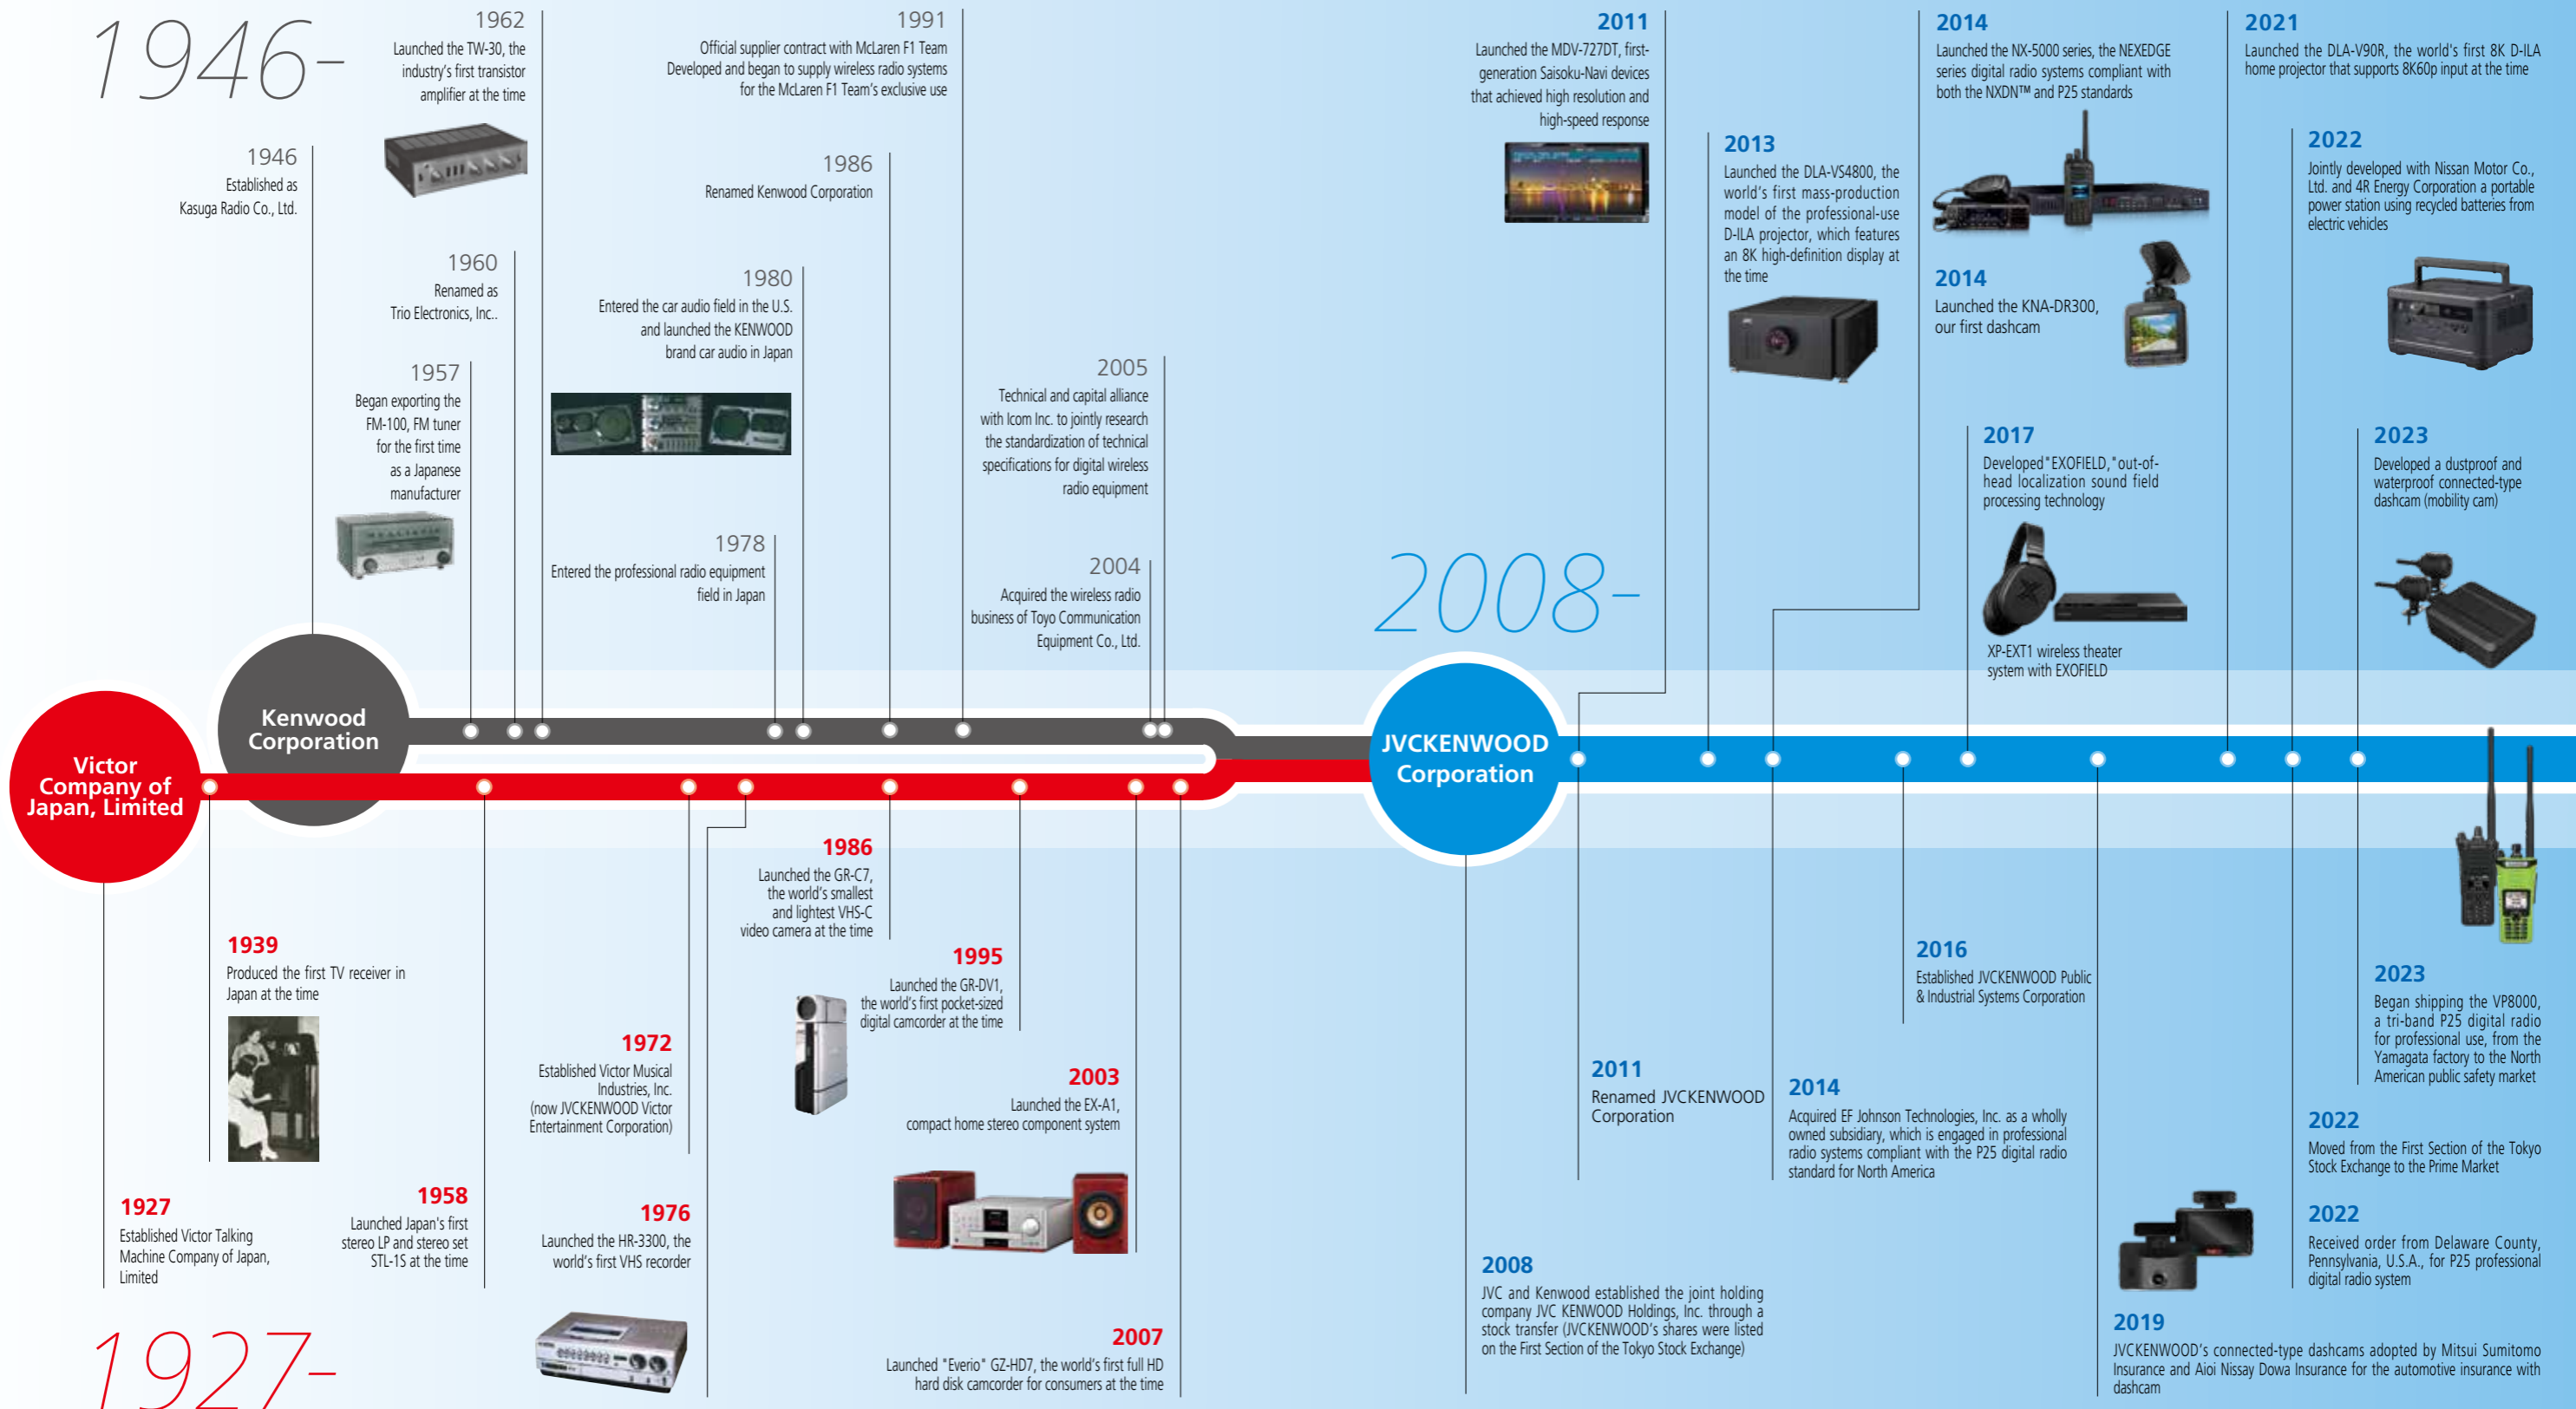 1946-
1946
Established as
Kasuga Radio Co., Ltd.
1957
Began exporting the
FM-100, FM tuner
for the first time
as a Japanese
manufacturer
1960
Renamed as
Trio Electronics, Inc..
1962
Launched the TW-30, the
industry's first transistor
amplifier at the time
1978
Entered the professional radio equipment
field in Japan
1980
Entered the car audio field in the U.S.
and launched the KENWOOD
brand car audio in Japan
1986
Renamed Kenwood Corporation
1991
Official supplier contract with McLaren F1 Team
Developed and began to supply wireless radio systems
for the McLaren F1 Team's exclusive use
2004
Acquired the wireless radio
business of Toyo Communication
Equipment Co., Ltd.
2005
Technical and capital alliance
with Icom Inc. to jointly research
the standardization of technical
specifications for digital wireless
radio equipment
Kenwood
Corporation
Victor
Company of
Japan, Limited
1927-
1927
Established Victor Talking
Machine Company of Japan,
Limited
1939
Produced the first TV receiver in
Japan at the time
1958
Launched Japan's first
stereo LP and stereo set
STL-1S at the time
1972
Established Victor Musical
Industries, Inc.
(now JVCKENWOOD Victor
Entertainment Corporation)
1976
Launched the HR-3300, the
world's first VHS recorder
1986
Launched the GR-C7,
the world's smallest
and lightest VHS-C
video camera at the time
1995
Launched the GR-DV1,
the world's first pocket-sized
digital camcorder at the time
2003
Launched the EX-A1,
compact home stereo component system
2007
Launched "Everio" GZ-HD7, the world's first full HD
hard disk camcorder for consumers at the time
2008-
JVCKENWOOD
Corporation
2008
JVC and Kenwood established the joint holding
company JVC KENWOOD Holdings, Inc. through a
stock transfer (JVCKENWOOD's shares were listed
on the First Section of the Tokyo Stock Exchange)
2011
Launched the MDV-727DT, first-
generation Saisoku-Navi devices
that achieved high resolution and
high-speed response
2011
Renamed JVCKENWOOD
Corporation
2013
Launched the DLA-VS4800, the
world's first mass-production
model of the professional-use
D-ILA projector, which features
an 8K high-definition display at
the time
2014
Launched the NX-5000 series, the NEXEDGE
series digital radio systems compliant with
both the NXDN™ and P25 standards
2014
Launched the KNA-DR300,
our first dashcam
2014
Acquired EF Johnson Technologies, Inc. as a wholly
owned subsidiary, which is engaged in professional
radio systems compliant with the P25 digital radio
standard for North America
2016
Established JVCKENWOOD Public
& Industrial Systems Corporation
2017
Developed"EXOFIELD,"out-of-
head localization sound field
processing technology
XP-EXT1 wireless theater
system with EXOFIELD
2019
JVCKENWOOD's connected-type dashcams adopted by Mitsui Sumitomo
Insurance and Aioi Nissay Dowa Insurance for the automotive insurance with
dashcam
2021
Launched the DLA-V90R, the world's first 8K D-ILA
home projector that supports 8K60p input at the time
2022
Jointly developed with Nissan Motor Co.,
Ltd. and 4R Energy Corporation a portable
power station using recycled batteries from
electric vehicles
2022
Moved from the First Section of the Tokyo
Stock Exchange to the Prime Market
2022
Received order from Delaware County,
Pennsylvania, U.S.A., for P25 professional
digital radio system
2023
Developed a dustproof and
waterproof connected-type
dashcam (mobility cam)
2023
Began shipping the VP8000,
a tri-band P25 digital radio
for professional use, from the
Yamagata factory to the North
American public safety market